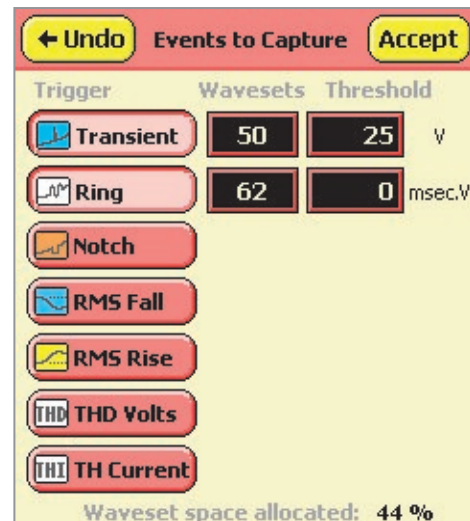 ← Undo Events to Capture Accept
Trigger Wavesets Threshold
Transient 50 25 V
Ring 62 0 msec.V
Notch
RMS Fall
RMS Rise
THD THD Volts
THI TH Current
Waveset space allocated: 44 %